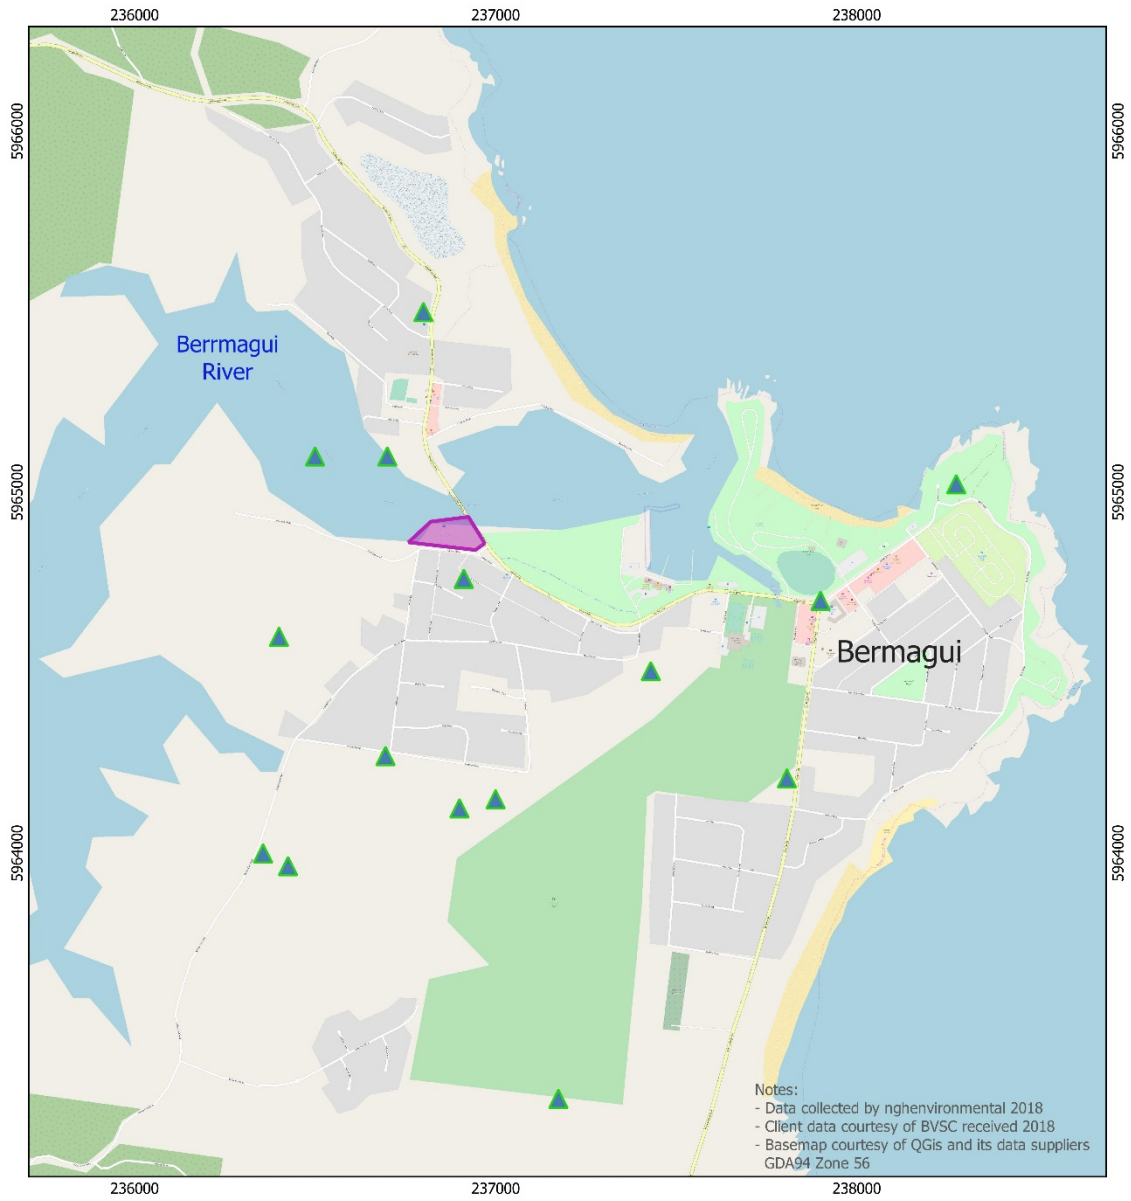 236000 237000 238000
5966000 5966000
Berrmagui
River
5965000 5965000
Bermagui
5964000 5964000
Notes:
- Data collected by nghenvironmental 2018
- Client data courtesy of BVSC received 2018
- Basemap courtesy of QGis and its data suppliers
GDA94 Zone 56
236000 237000 238000